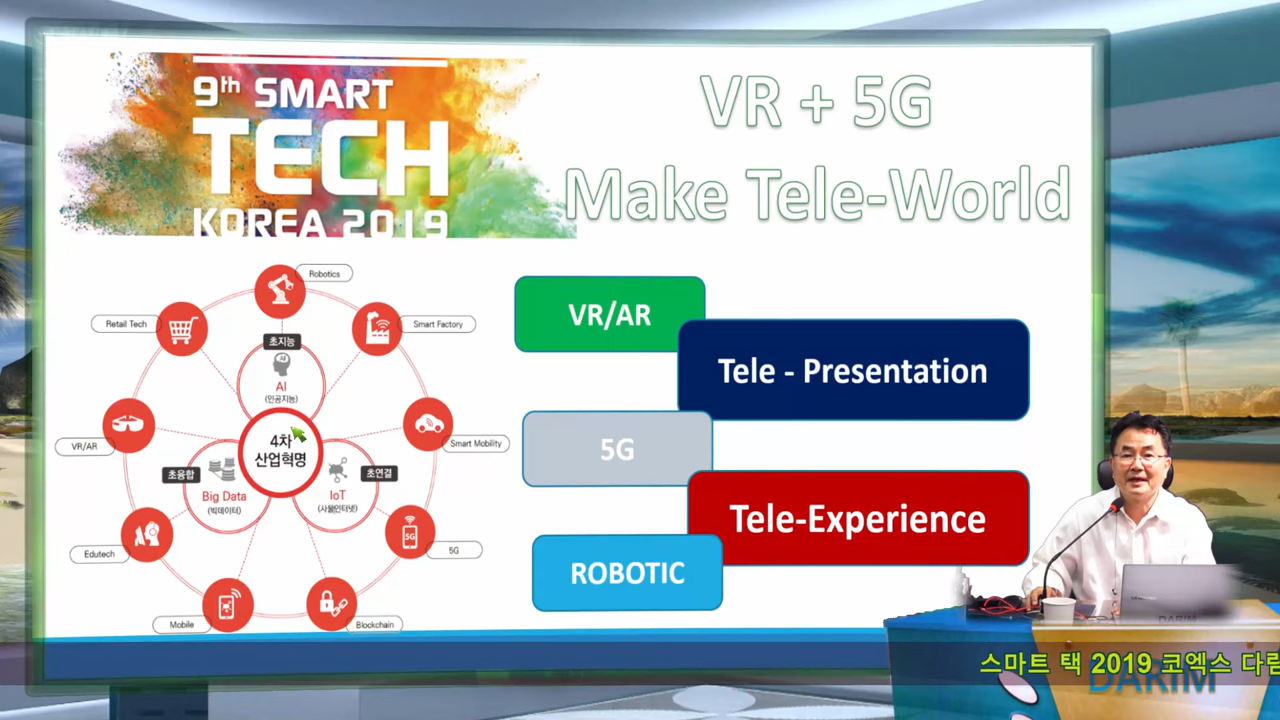 9th SMART
TECH
KOREA 2019
VR + 5G
Make Tele-World
Robotics
Retail Tech
Smart Factory
초지능
AI
(인공지능)
VR/AR
Smart Mobility
4차
산업혁명
초융합
Big Data
(빅데이터)
초연결
IoT
(사물인터넷)
Edutech
5G
5G
Mobile
Blockchain
VR/AR
Tele - Presentation
5G
Tele-Experience
ROBOTIC
DARIM
스마트 택 2019 코엑스 다림
DARIM